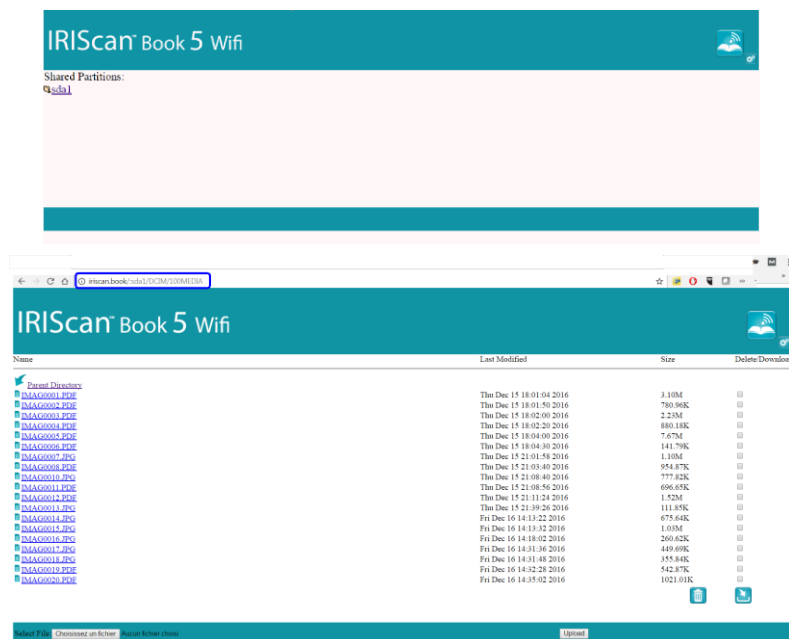 IRIScan™ Book 5 Wifi
Shared Partitions:
sda1
iriscan.book/:sda1/DCIM/100MEDIA
IRIScan™ Book 5 Wifi
Name Last Modified Size Delete/Downloa
Parent Directory
IMAG0001.PDF Thu Dec 15 18:01:04 2016 3.10M
IMAG0002.PDF Thu Dec 15 18:01:50 2016 780.96K
IMAG0003.PDF Thu Dec 15 18:02:00 2016 2.23M
IMAG0004.PDF Thu Dec 15 18:02:20 2016 880.18K
IMAG0005.PDF Thu Dec 15 18:04:00 2016 7.67M
IMAG0006.PDF Thu Dec 15 18:04:30 2016 141.79K
IMAG0007.JPG Thu Dec 15 21:01:58 2016 1.10M
IMAG0008.PDF Thu Dec 15 21:03:40 2016 954.87K
IMAG0010.JPG Thu Dec 15 21:08:40 2016 777.82K
IMAG0011.PDF Thu Dec 15 21:08:56 2016 696.65K
IMAG0012.PDF Thu Dec 15 21:11:24 2016 1.52M
IMAG0013.JPG Thu Dec 15 21:39:26 2016 111.85K
IMAG0014.JPG Fri Dec 16 14:13:22 2016 675.64K
IMAG0015.JPG Fri Dec 16 14:13:32 2016 1.03M
IMAG0016.JPG Fri Dec 16 14:18:02 2016 260.62K
IMAG0017.JPG Fri Dec 16 14:31:36 2016 449.69K
IMAG0018.JPG Fri Dec 16 14:31:48 2016 355.84K
IMAG0019.PDF Fri Dec 16 14:32:28 2016 542.87K
IMAG0020.PDF Fri Dec 16 14:35:02 2016 1021.01K
Select File: Choisissez un fichier Aucun fichier choisi Upload